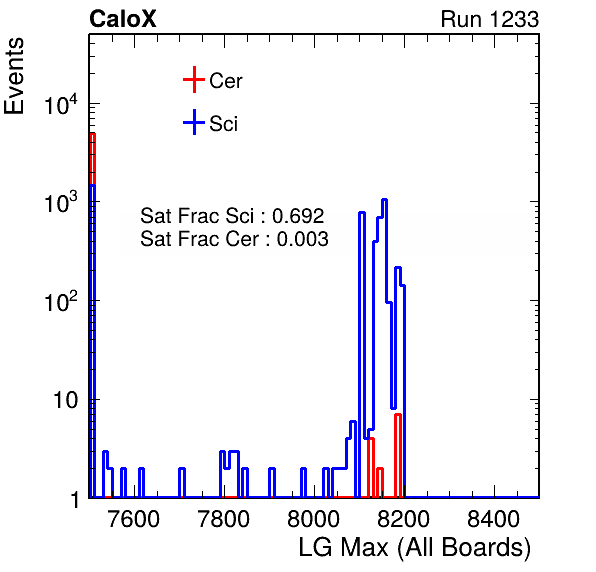 CaloX Run 1233
Events
Cer
Sci
Sat Frac Sci : 0.692
Sat Frac Cer : 0.003
10^4
10^3
10^2
10
1
7600 7800 8000 8200 8400
LG Max (All Boards)